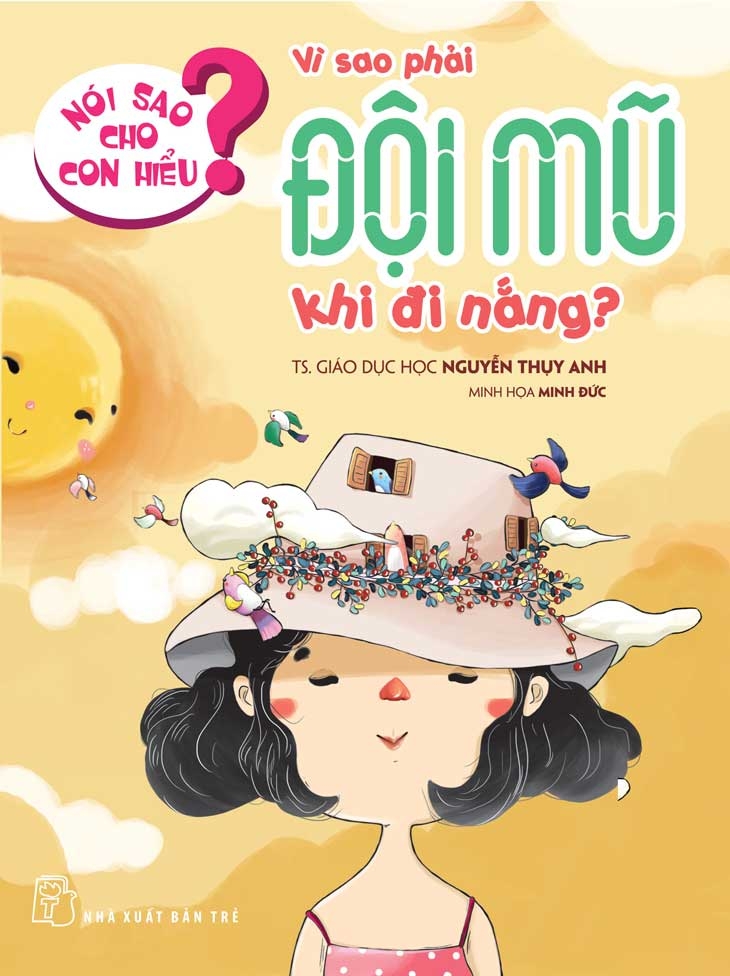 NÓI SAO
CHO
CON HIỂU
?
Vì sao phải
ĐỘI MŨ
khi đi nắng?
TS. GIÁO DỤC HỌC NGUYỄN THỤY ANH
MINH HỌA MINH ĐỨC
T
NHÀ XUẤT BẢN TRẺ